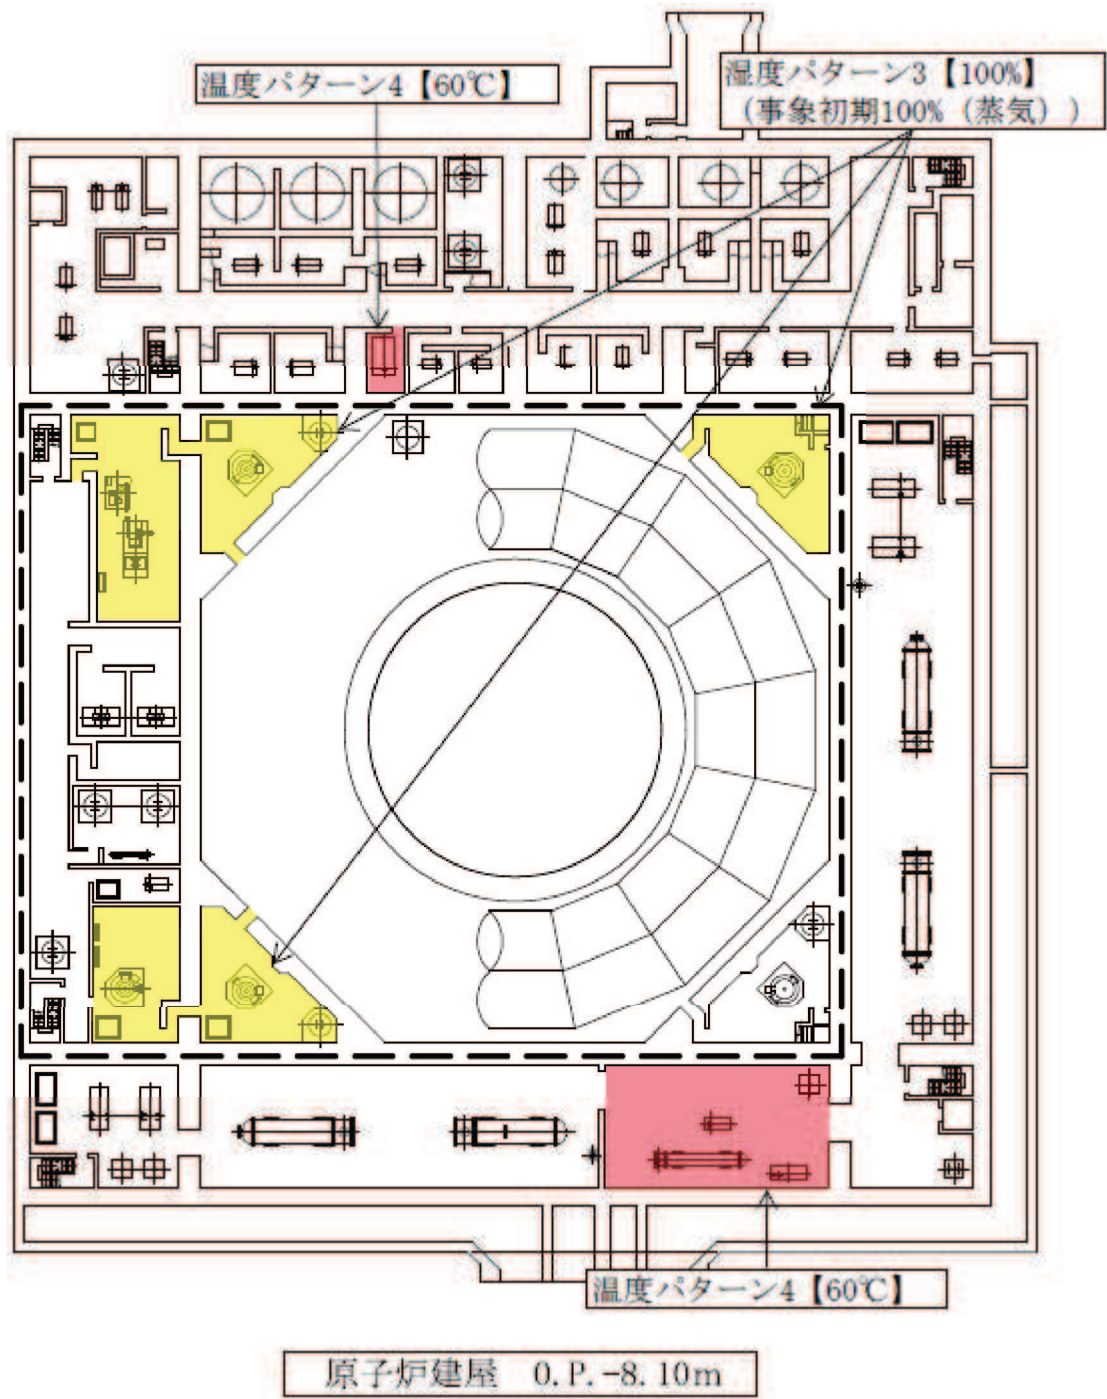 温度パターン4【60℃】
湿度パターン3【100%】
（事象初期100%（蒸気））
温度パターン4【60℃】
原子炉建屋 O.P.-8.10m